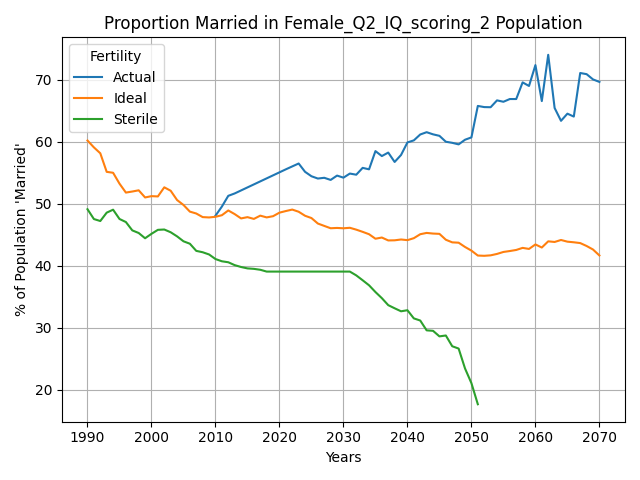 Proportion Married in Female_Q2_IQ_scoring_2 Population
Fertility
Actual
Ideal
Sterile
% of Population 'Married'
70
60
50
40
30
20
1990 2000 2010 2020 2030 2040 2050 2060 2070
Years